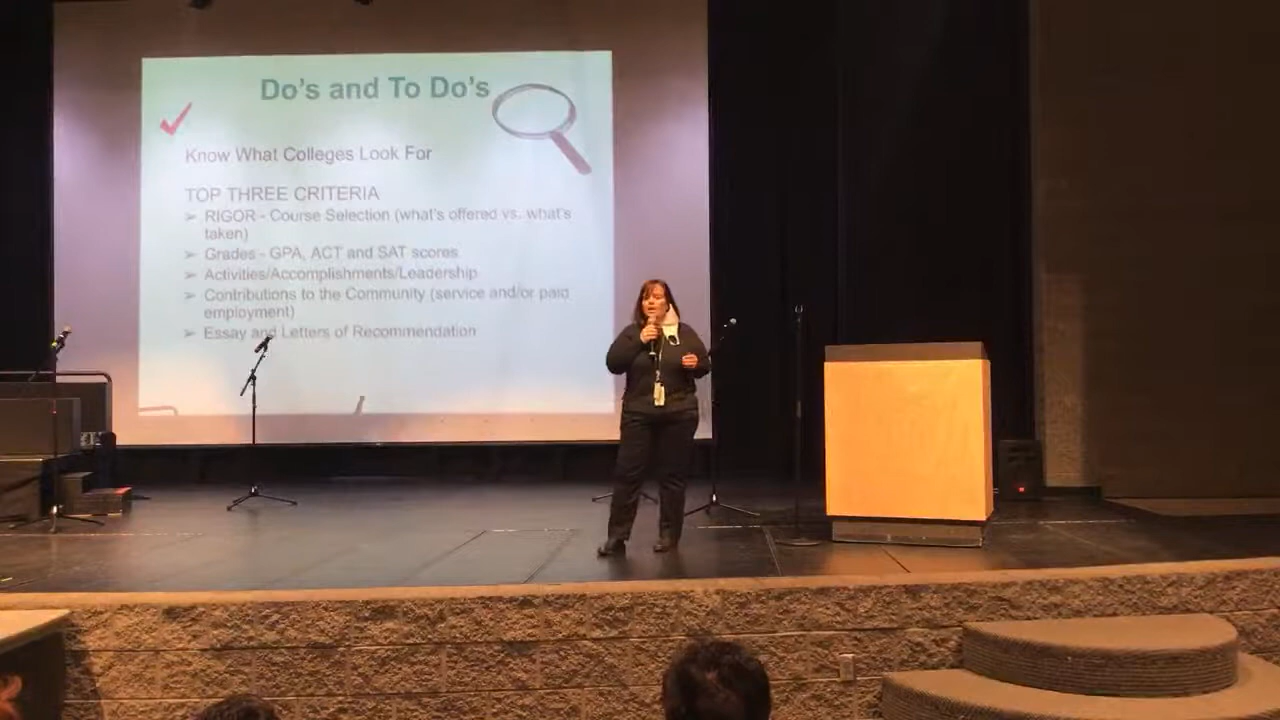 Do's and To Do's
Know What Colleges Look For
TOP THREE CRITERIA
➢ RIGOR - Course Selection (what's offered vs. what's
taken)
➢ Grades - GPA, ACT and SAT scores
➢ Activities/Accomplishments/Leadership
➢ Contributions to the Community (service and/or paid
employment)
➢ Essay and Letters of Recommendation